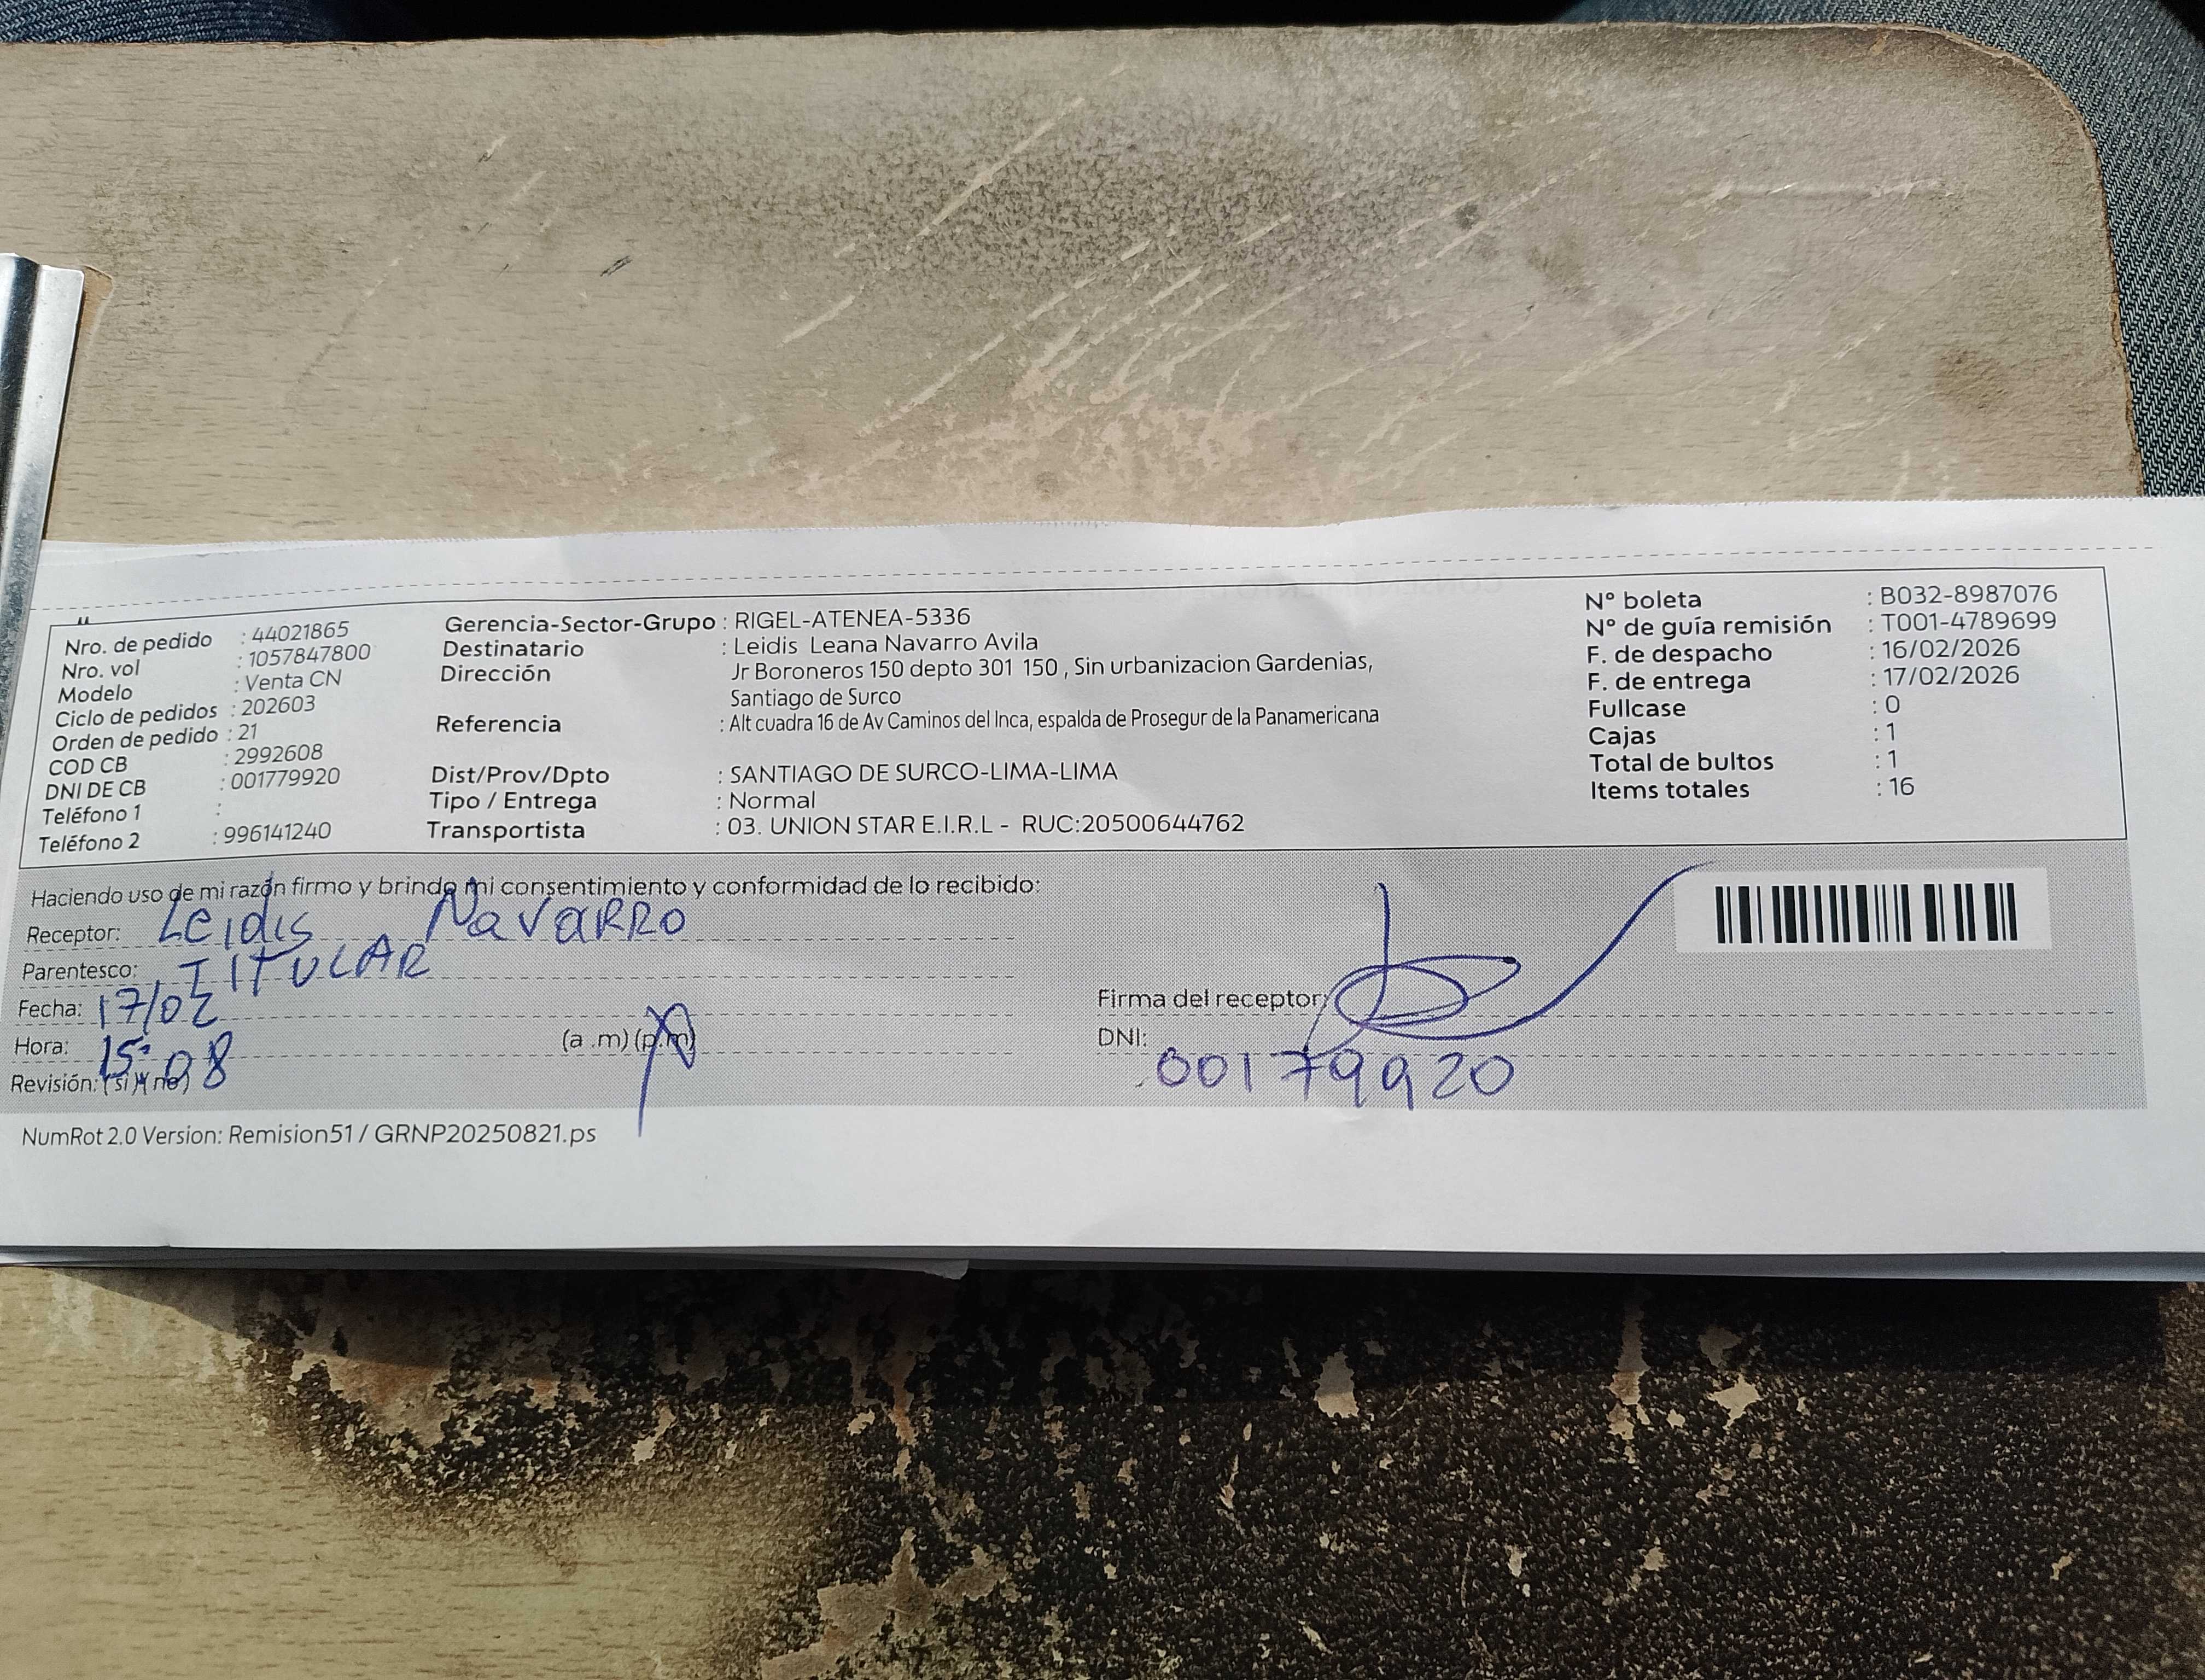 Nro. de pedido : 44021865
Nro. vol : 1057847800
Modelo : Venta CN
Ciclo de pedidos : 202603
Orden de pedido : 21
COD CB : 2992608
DNI DE CB : 001779920
Teléfono 1 :
Teléfono 2 : 996141240
Gerencia-Sector-Grupo : RIGEL-ATENEA-5336
Destinatario : Leidis Leana Navarro Avila
Dirección Jr Boroneros 150 depto 301 150 , Sin urbanizacion Gardenias,
Santiago de Surco
Referencia : Alt cuadra 16 de Av Caminos del Inca, espalda de Prosegur de la Panamericana
Dist/Prov/Dpto : SANTIAGO DE SURCO-LIMA-LIMA
Tipo / Entrega : Normal
Transportista : 03. UNION STAR E.I.R.L - RUC:20500644762
N° boleta : B032-8987076
N° de guía remisión : T001-4789699
F. de despacho : 16/02/2026
F. de entrega : 17/02/2026
Fullcase : 0
Cajas : 1
Total de bultos : 1
Items totales : 16
Haciendo uso de mi razón firmo y brindo mi consentimiento y conformidad de lo recibido:
Receptor: Leidis Navarro
Parentesco: TITULAR
Fecha: 17/02
Hora: 15:08 (a .m) (p.m)
Revisión: ( si ) ( no )
Firma del receptor:
DNI: 001779920
NumRot 2.0 Version: Remision51 / GRNP20250821.ps